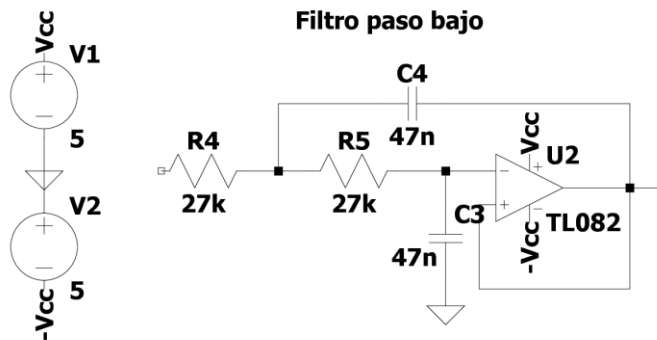 Filtro paso bajo
Vcc
V1
5
V2
5
-Vcc
C4
47n
R4
27k
R5
27k
C3
47n
Vcc
U2
TL082
-Vcc